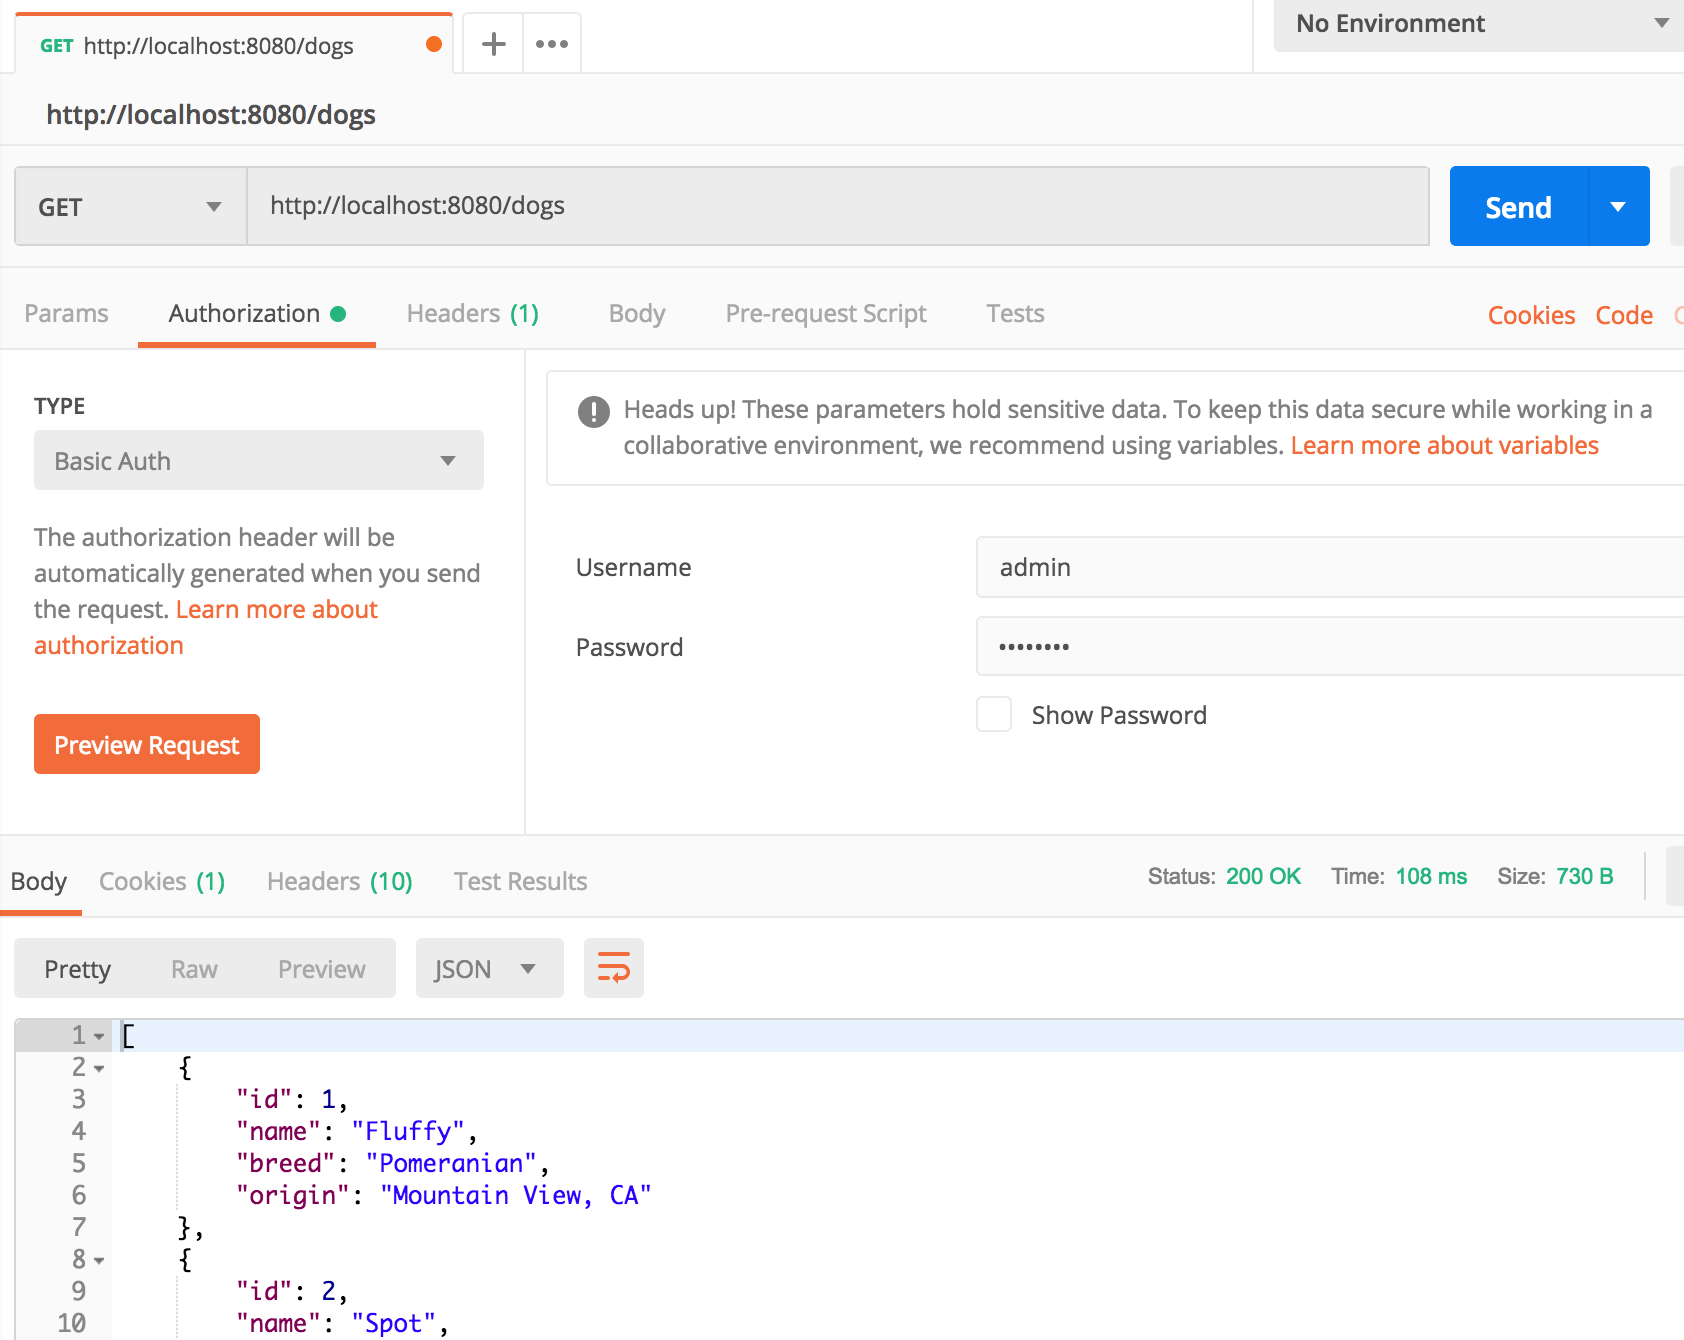 GET http://localhost:8080/dogs
No Environment
http://localhost:8080/dogs
GET http://localhost:8080/dogs Send
Params Authorization Headers (1) Body Pre-request Script Tests Cookies Code
TYPE
Basic Auth
The authorization header will be
automatically generated when you send
the request. Learn more about
authorization
Preview Request
Heads up! These parameters hold sensitive data. To keep this data secure while working in a
collaborative environment, we recommend using variables. Learn more about variables
Username admin
Password ••••••••
Show Password
Body Cookies (1) Headers (10) Test Results Status: 200 OK Time: 108 ms Size: 730 B
Pretty Raw Preview JSON
1 [
2 {
3 "id": 1,
4 "name": "Fluffy",
5 "breed": "Pomeranian",
6 "origin": "Mountain View, CA"
7 },
8 {
9 "id": 2,
10 "name": "Spot",